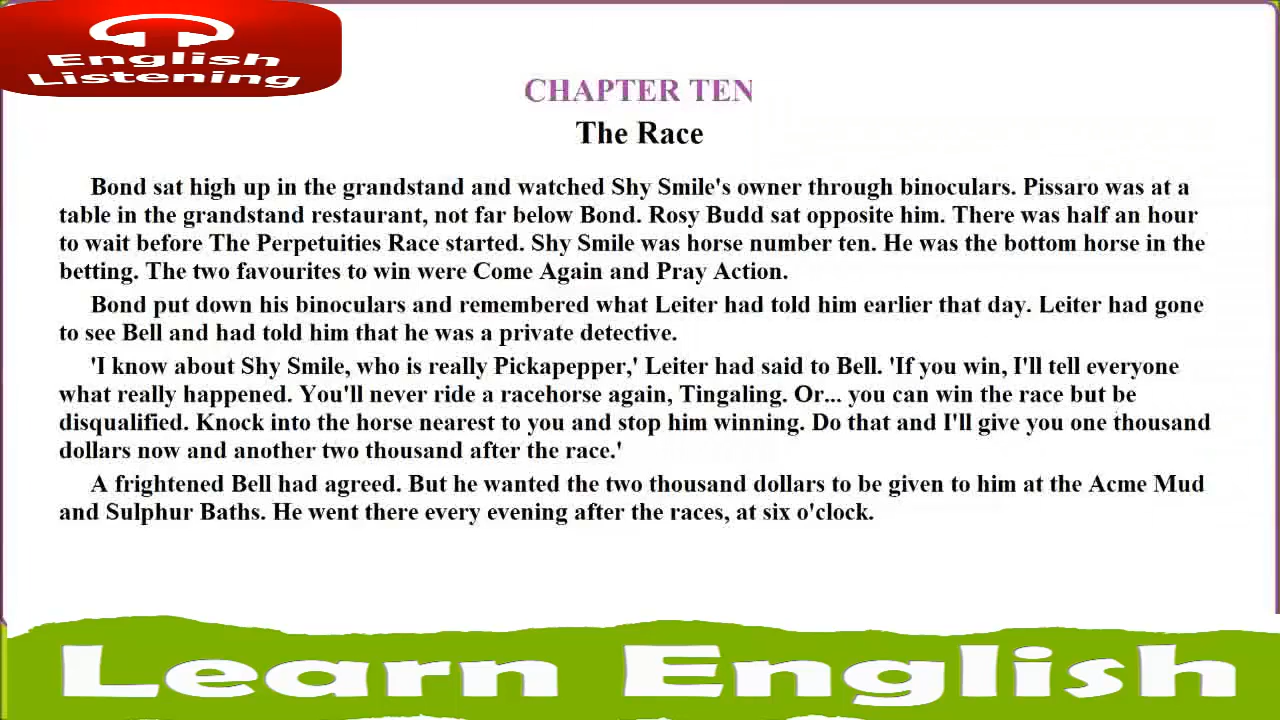 English
Listening
CHAPTER TEN
The Race
Bond sat high up in the grandstand and watched Shy Smile's owner through binoculars. Pissaro was at a
table in the grandstand restaurant, not far below Bond. Rosy Budd sat opposite him. There was half an hour
to wait before The Perpetuities Race started. Shy Smile was horse number ten. He was the bottom horse in the
betting. The two favourites to win were Come Again and Pray Action.
Bond put down his binoculars and remembered what Leiter had told him earlier that day. Leiter had gone
to see Bell and had told him that he was a private detective.
'I know about Shy Smile, who is really Pickapepper,' Leiter had said to Bell. 'If you win, I'll tell everyone
what really happened. You'll never ride a racehorse again, Tingaling. Or... you can win the race but be
disqualified. Knock into the horse nearest to you and stop him winning. Do that and I'll give you one thousand
dollars now and another two thousand after the race.'
A frightened Bell had agreed. But he wanted the two thousand dollars to be given to him at the Acme Mud
and Sulphur Baths. He went there every evening after the races, at six o'clock.
Learn English